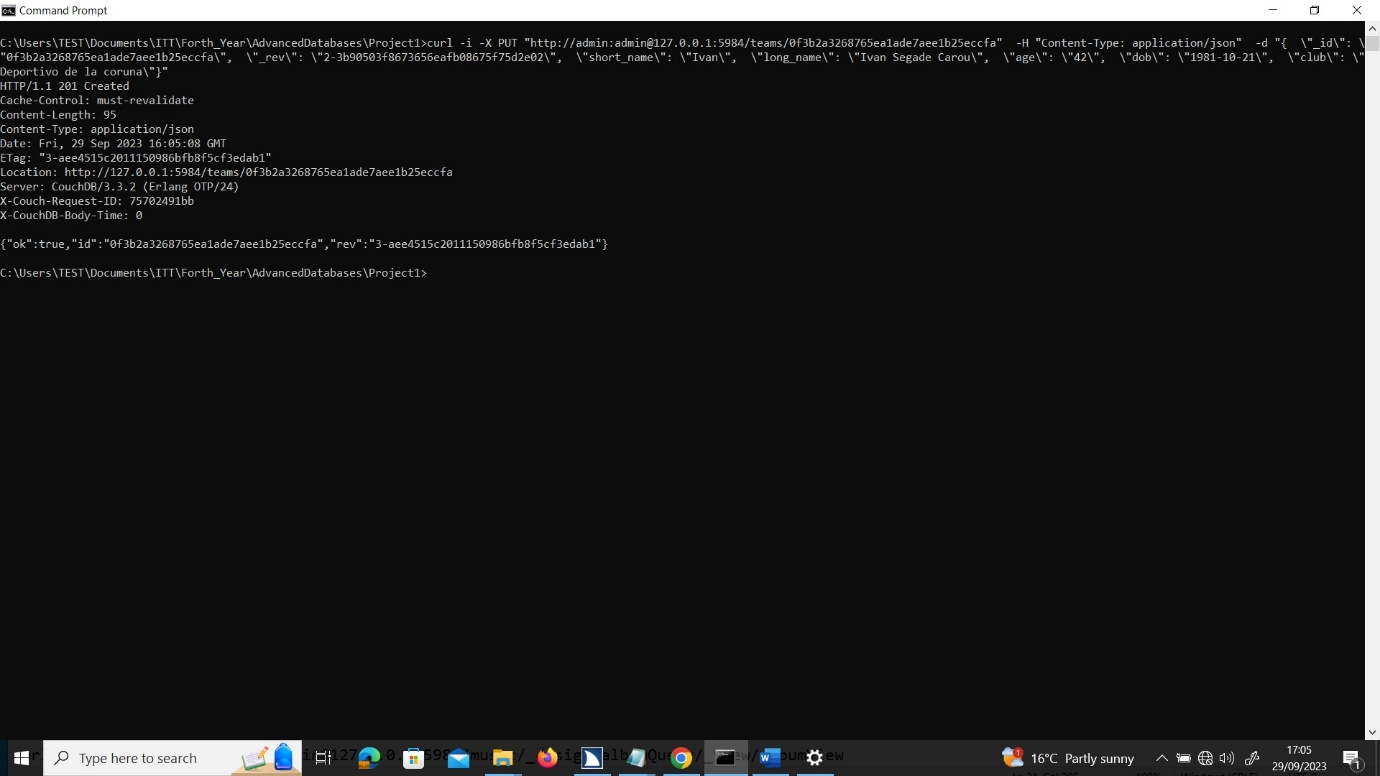 Command Prompt
C:\Users\TEST\Documents\ITT\Forth_Year\AdvancedDatabases\Project1>curl -i -X PUT "http://admin:admin@127.0.0.1:5984/teams/0f3b2a3268765ea1ade7aee1b25eccfa"  -H "Content-Type: application/json"  -d "{  \"_id\": \
"0f3b2a3268765ea1ade7aee1b25eccfa\",  \"_rev\": \"2-3b90503f8673656eafb08675f75d2e02\",  \"short_name\": \"Ivan\",  \"long_name\": \"Ivan Segade Carou\",  \"age\": \"42\",  \"dob\": \"1981-10-21\",  \"club\": \"
Deportivo de la coruna\"}"
HTTP/1.1 201 Created
Cache-Control: must-revalidate
Content-Length: 95
Content-Type: application/json
Date: Fri, 29 Sep 2023 16:05:08 GMT
ETag: "3-aee4515c2011150986bfb8f5cf3edab1"
Location: http://127.0.0.1:5984/teams/0f3b2a3268765ea1ade7aee1b25eccfa
Server: CouchDB/3.3.2 (Erlang OTP/24)
X-Couch-Request-ID: 75702491bb
X-CouchDB-Body-Time: 0
{"ok":true,"id":"0f3b2a3268765ea1ade7aee1b25eccfa","rev":"3-aee4515c2011150986bfb8f5cf3edab1"}
C:\Users\TEST\Documents\ITT\Forth_Year\AdvancedDatabases\Project1>
Type here to search
16°C Partly sunny
17:05
29/09/2023